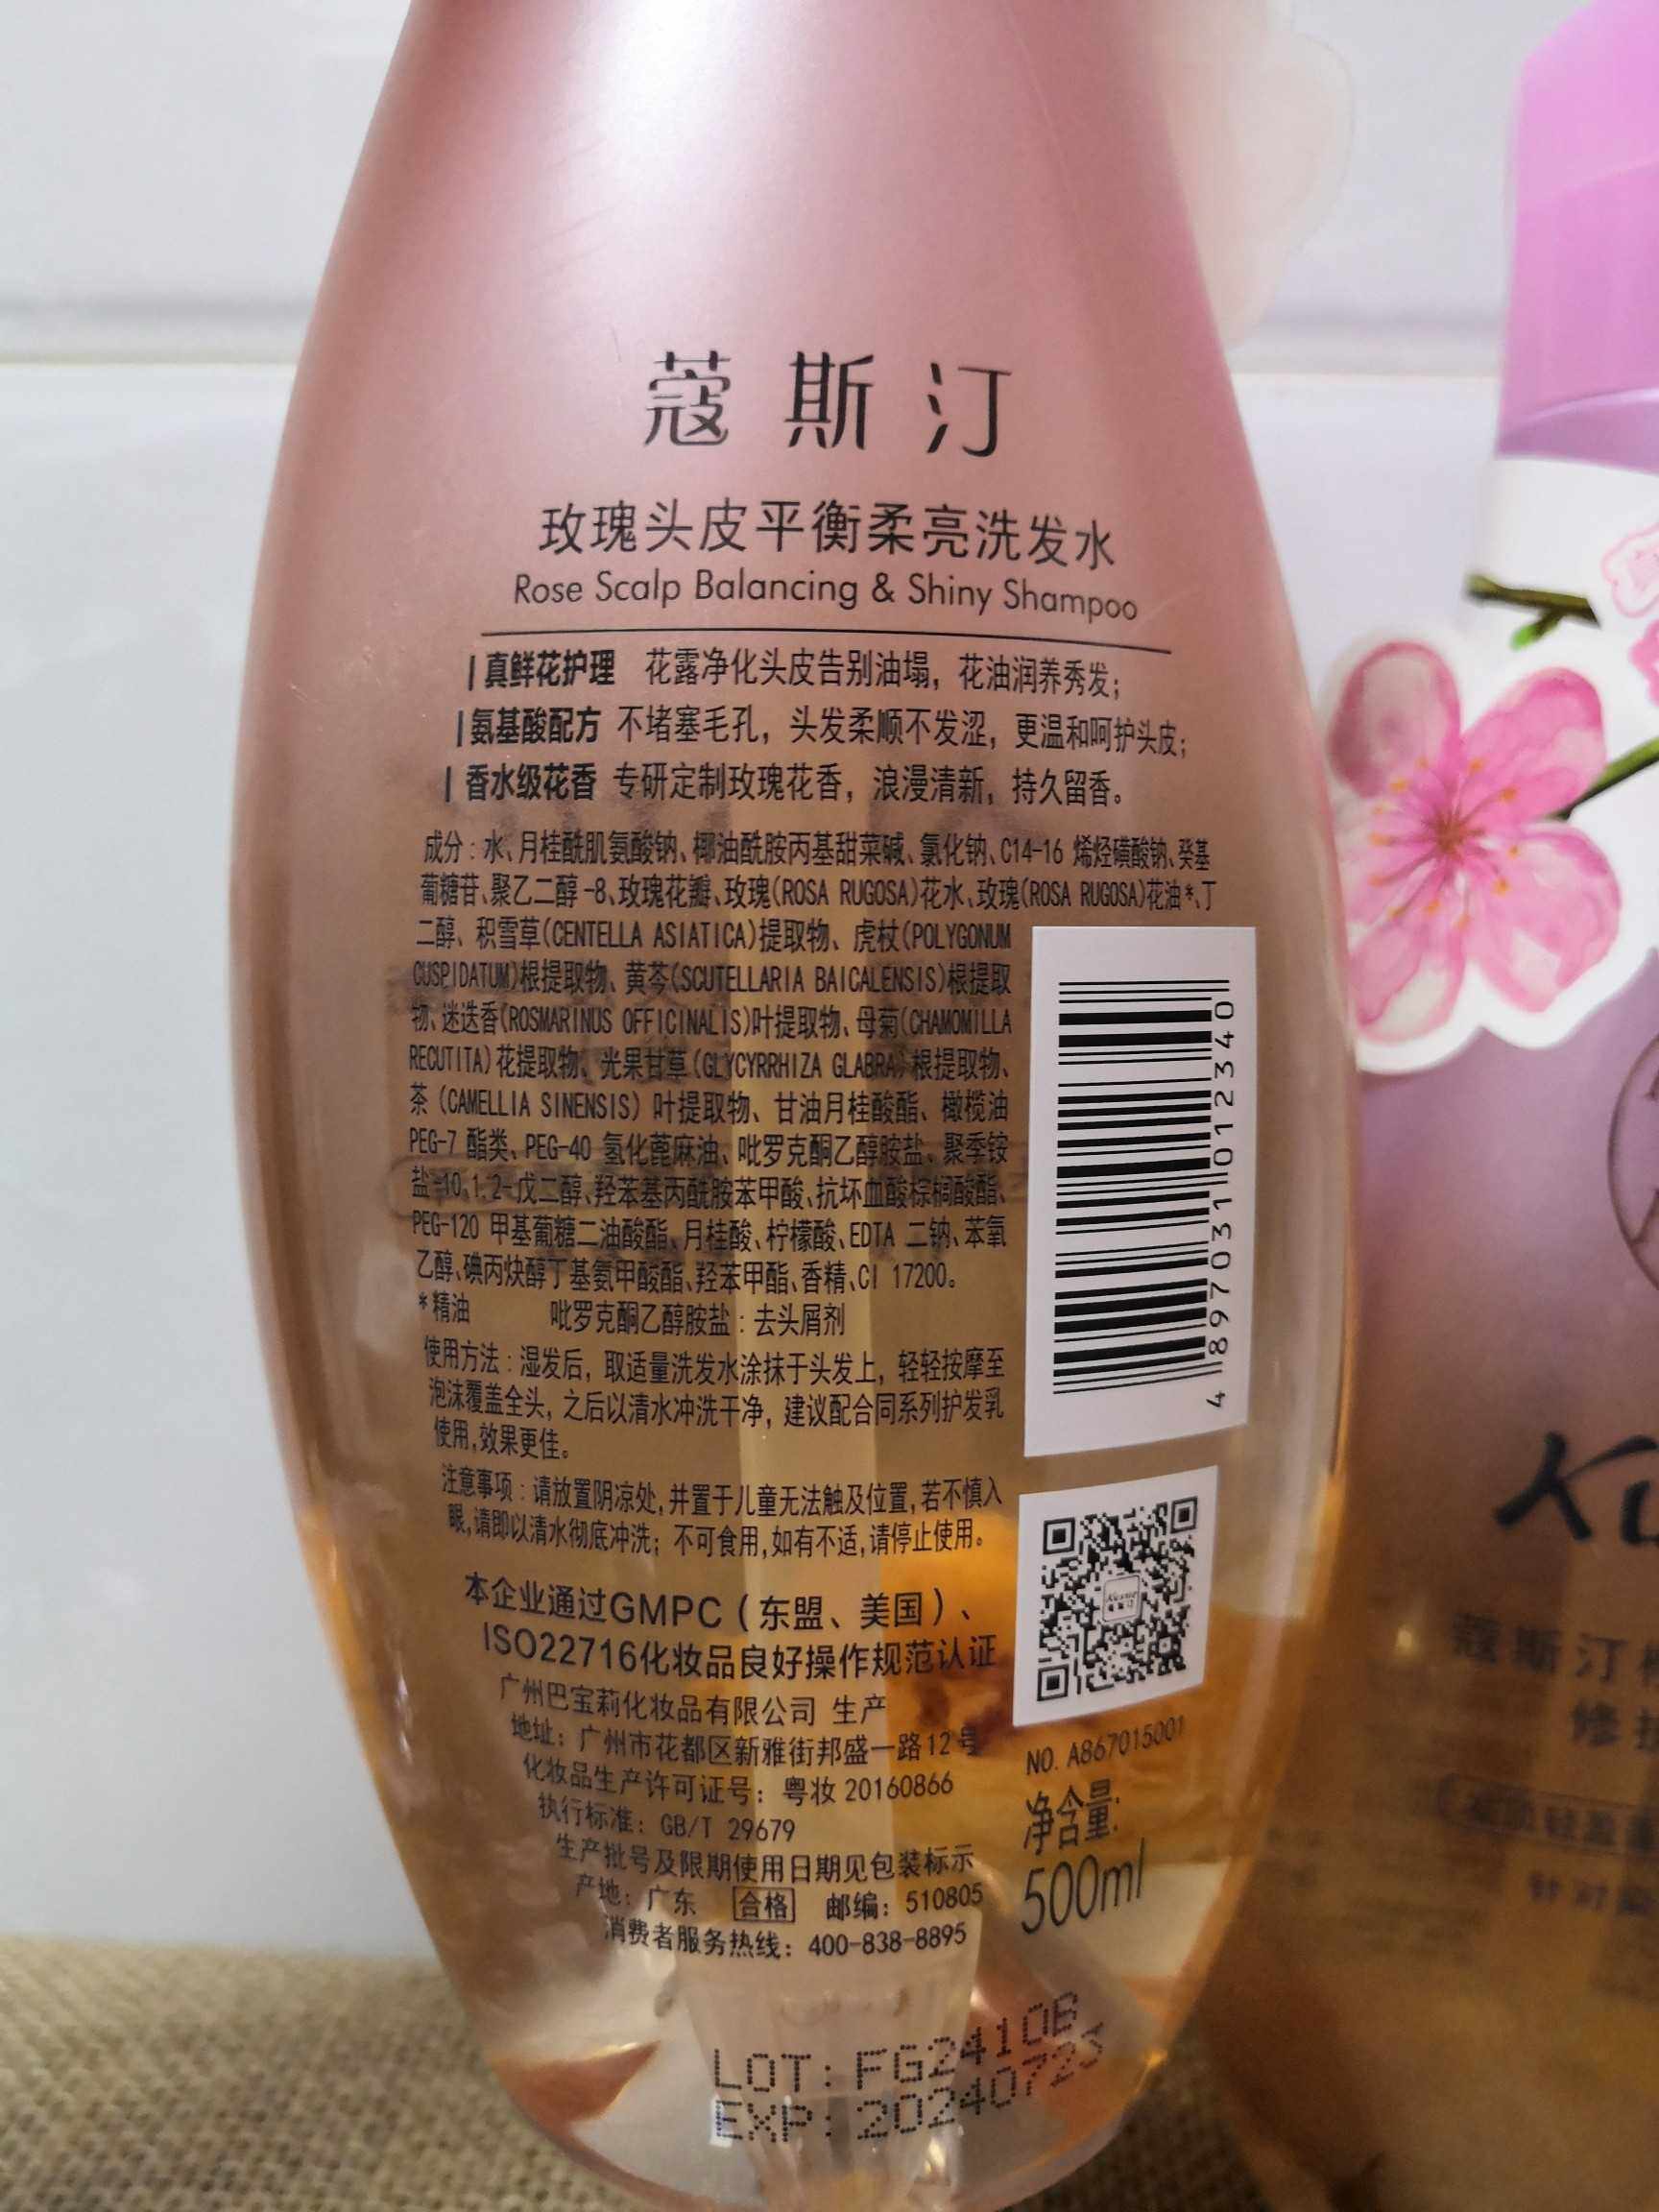 蔻斯汀
玫瑰头皮平衡柔亮洗发水
Rose Scalp Balancing & Shiny Shampoo
真鲜花护理 花露净化头皮告别油塌，花油润养秀发；
氨基酸配方 不堵塞毛孔，头发柔顺不发涩，更温和呵护头皮；
香水级花香 专研定制玫瑰花香，浪漫清新，持久留香。
成分：水、月桂酰肌氨酸钠、椰油酰胺丙基甜菜碱、氯化钠、C14-16 烯烃磺酸钠、癸基
葡糖苷、聚乙二醇-8、玫瑰花瓣、玫瑰(ROSA RUGOSA)花水、玫瑰(ROSA RUGOSA)花油*、丁
二醇、积雪草(CENTELLA ASIATICA)提取物、虎杖(POLYGONUM
CUSPIDATUM)根提取物、黄芩(SCUTELLARIA BAICALENSIS)根提取
物、迷迭香(ROSMARINUS OFFICINALIS)叶提取物、母菊(CHAMOMILLA
RECUTITA)花提取物、光果甘草(GLYCYRRHIZA GLABRA)根提取物、
茶(CAMELLIA SINENSIS)叶提取物、甘油月桂酸酯、橄榄油
PEG-7 酯类、PEG-40 氢化蓖麻油、吡罗克酮乙醇胺盐、聚季铵
盐-10、1,2-戊二醇、羟苯基丙酰胺苯甲酸、抗坏血酸棕榈酸酯、
PEG-120 甲基葡糖二油酸酯、月桂酸、柠檬酸、EDTA 二钠、苯氧
乙醇、碘丙炔醇丁基氨甲酸酯、羟苯甲酯、香精、CI 17200。
*精油 吡罗克酮乙醇胺盐：去头屑剂
使用方法：湿发后，取适量洗发水涂抹于头发上，轻轻按摩至
泡沫覆盖全头，之后以清水冲洗干净，建议配合同系列护发乳
使用，效果更佳。
注意事项：请放置阴凉处，并置于儿童无法触及位置，若不慎入
眼，请即以清水彻底冲洗；不可食用，如有不适，请停止使用。
本企业通过GMPC（东盟、美国）、
ISO22716化妆品良好操作规范认证
广州巴宝莉化妆品有限公司 生产
地址：广州市花都区新雅街邦盛一路12号
化妆品生产许可证号：粤妆20160866
执行标准：GB/T 29679
生产批号及限期使用日期见包装标示
产地：广东 合格 邮编：510805
消费者服务热线：400-838-8895
4 897031 012340
NO. A867015001
净含量:
500ml
LOT:FG2410B
EXP:20240723
蔻斯汀